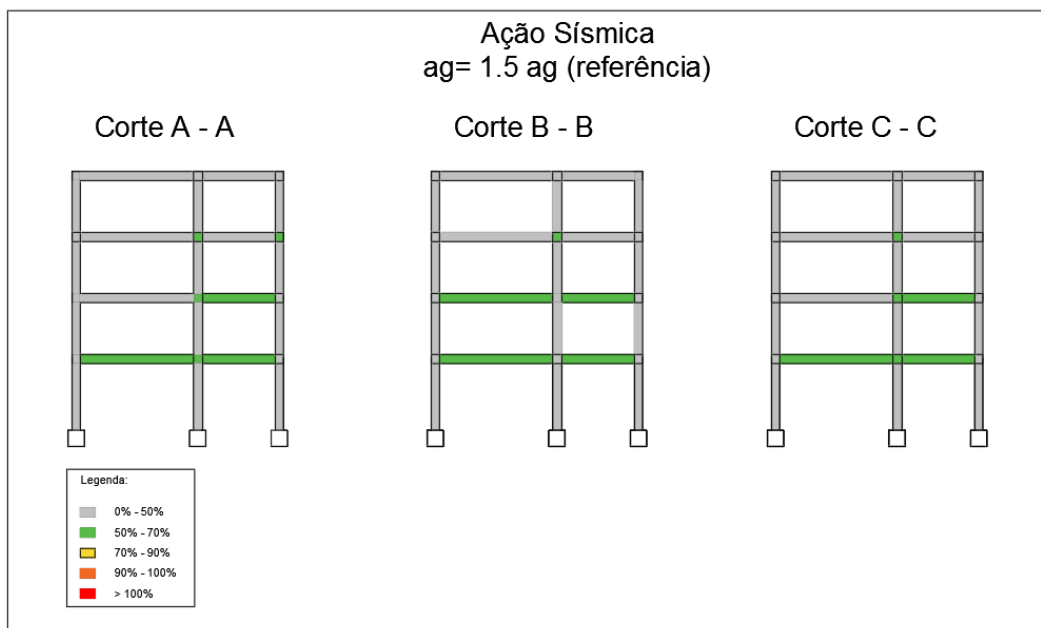 Ação Sísmica
ag= 1.5 ag (referência)
Corte A - A
Corte B - B
Corte C - C
Legenda:
0% - 50%
50% - 70%
70% - 90%
90% - 100%
> 100%